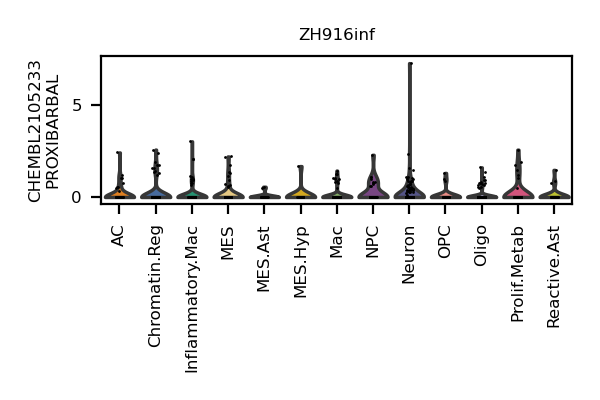 ZH916inf
CHEMBL2105233
PROXIBARBAL
5
0
AC
Chromatin.Reg
Inflammatory.Mac
MES
MES.Ast
MES.Hyp
Mac
NPC
Neuron
OPC
Oligo
Prolif.Metab
Reactive.Ast